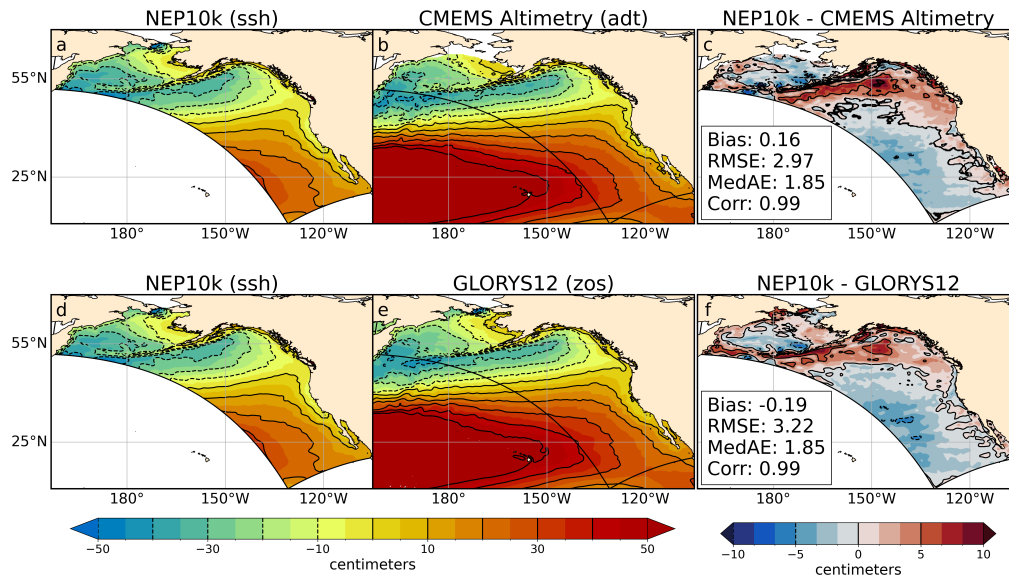 NEP10k (ssh) CMEMS Altimetry (adt) NEP10k - CMEMS Altimetry
a b c
55°N
25°N
Bias: 0.16
RMSE: 2.97
MedAE: 1.85
Corr: 0.99
180° 150°W 120°W 180° 150°W 120°W 180° 150°W 120°W
NEP10k (ssh) GLORYS12 (zos) NEP10k - GLORYS12
d e f
55°N
25°N
Bias: -0.19
RMSE: 3.22
MedAE: 1.85
Corr: 0.99
180° 150°W 120°W 180° 150°W 120°W 180° 150°W 120°W
−50 −30 −10 10 30 50 −10 −5 0 5 10
centimeters centimeters